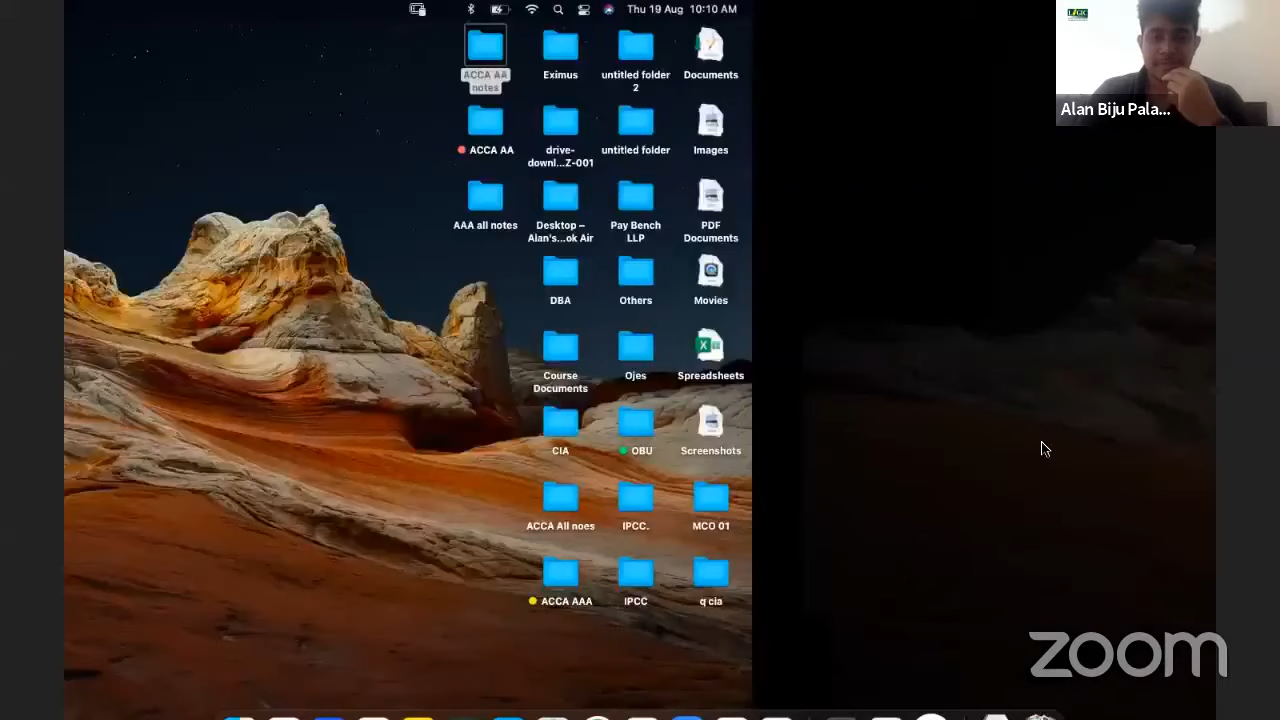 Thu 19 Aug 10:10 AM
LOGIC
Alan Biju Pala...
ACCA AA
notes
Eximus
untitled folder
2
Documents
ACCA AA
drive-
downl...Z-001
untitled folder
Images
AAA all notes
Desktop –
Alan's...ok Air
Pay Bench
LLP
PDF
Documents
DBA
Others
Movies
Course
Documents
Ojes
Spreadsheets
CIA
OBU
Screenshots
ACCA All noes
IPCC.
MCO 01
ACCA AAA
IPCC
q cia
zoom